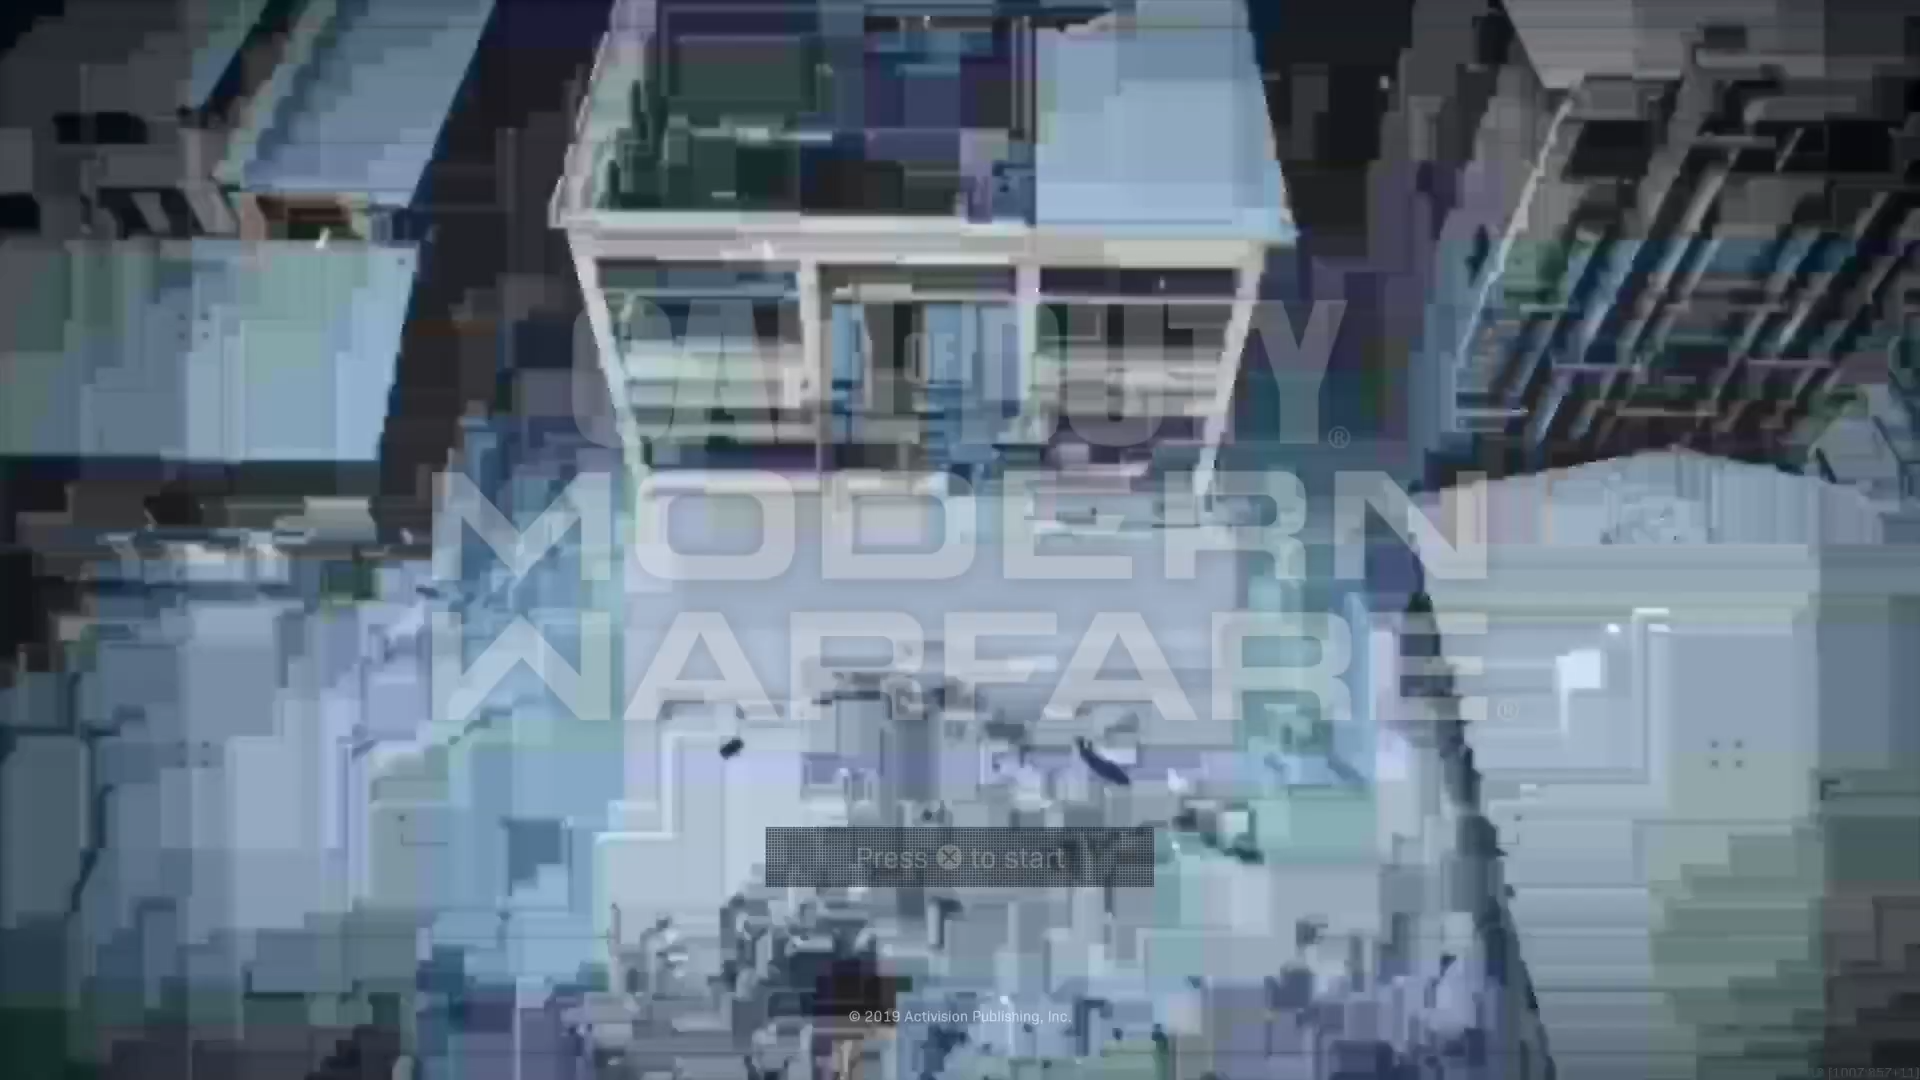 CALL OF DUTY®
MODERN
WARFARE®
Press ⊗ to start
© 2019 Activision Publishing, Inc.